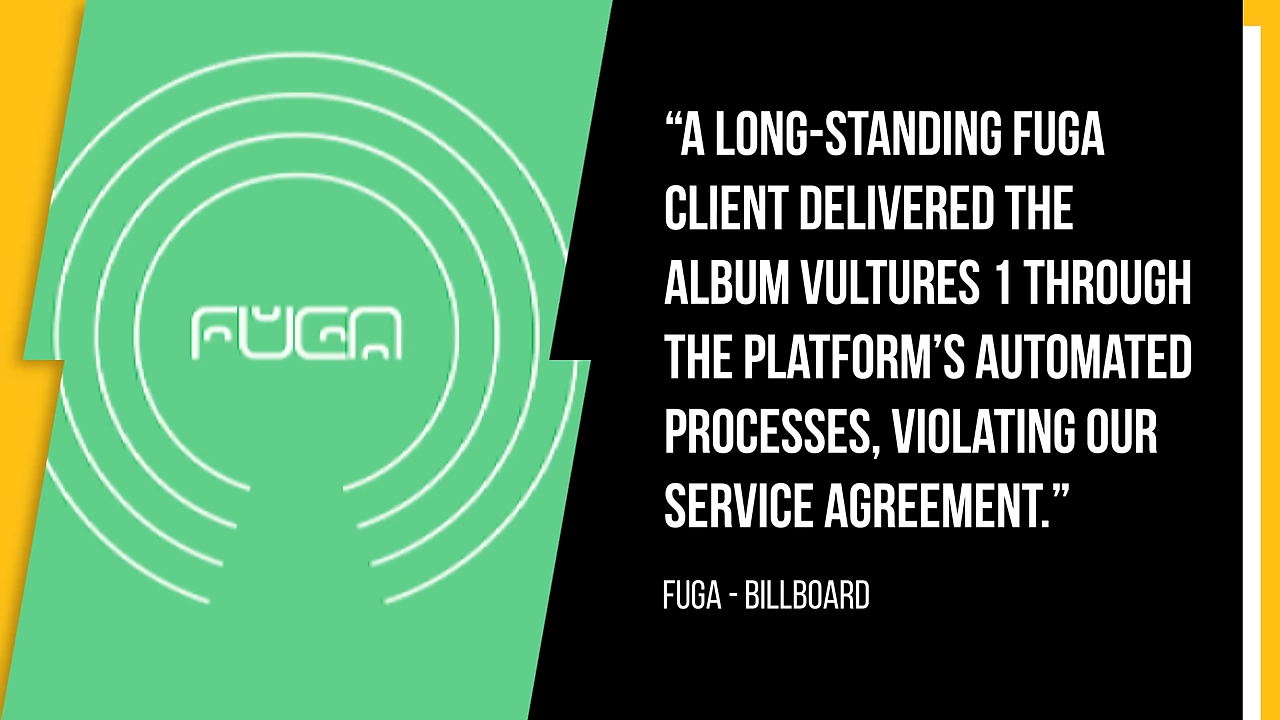 FUGA
“A LONG-STANDING FUGA
CLIENT DELIVERED THE
ALBUM VULTURES 1 THROUGH
THE PLATFORM’S AUTOMATED
PROCESSES, VIOLATING OUR
SERVICE AGREEMENT.”
FUGA - BILLBOARD